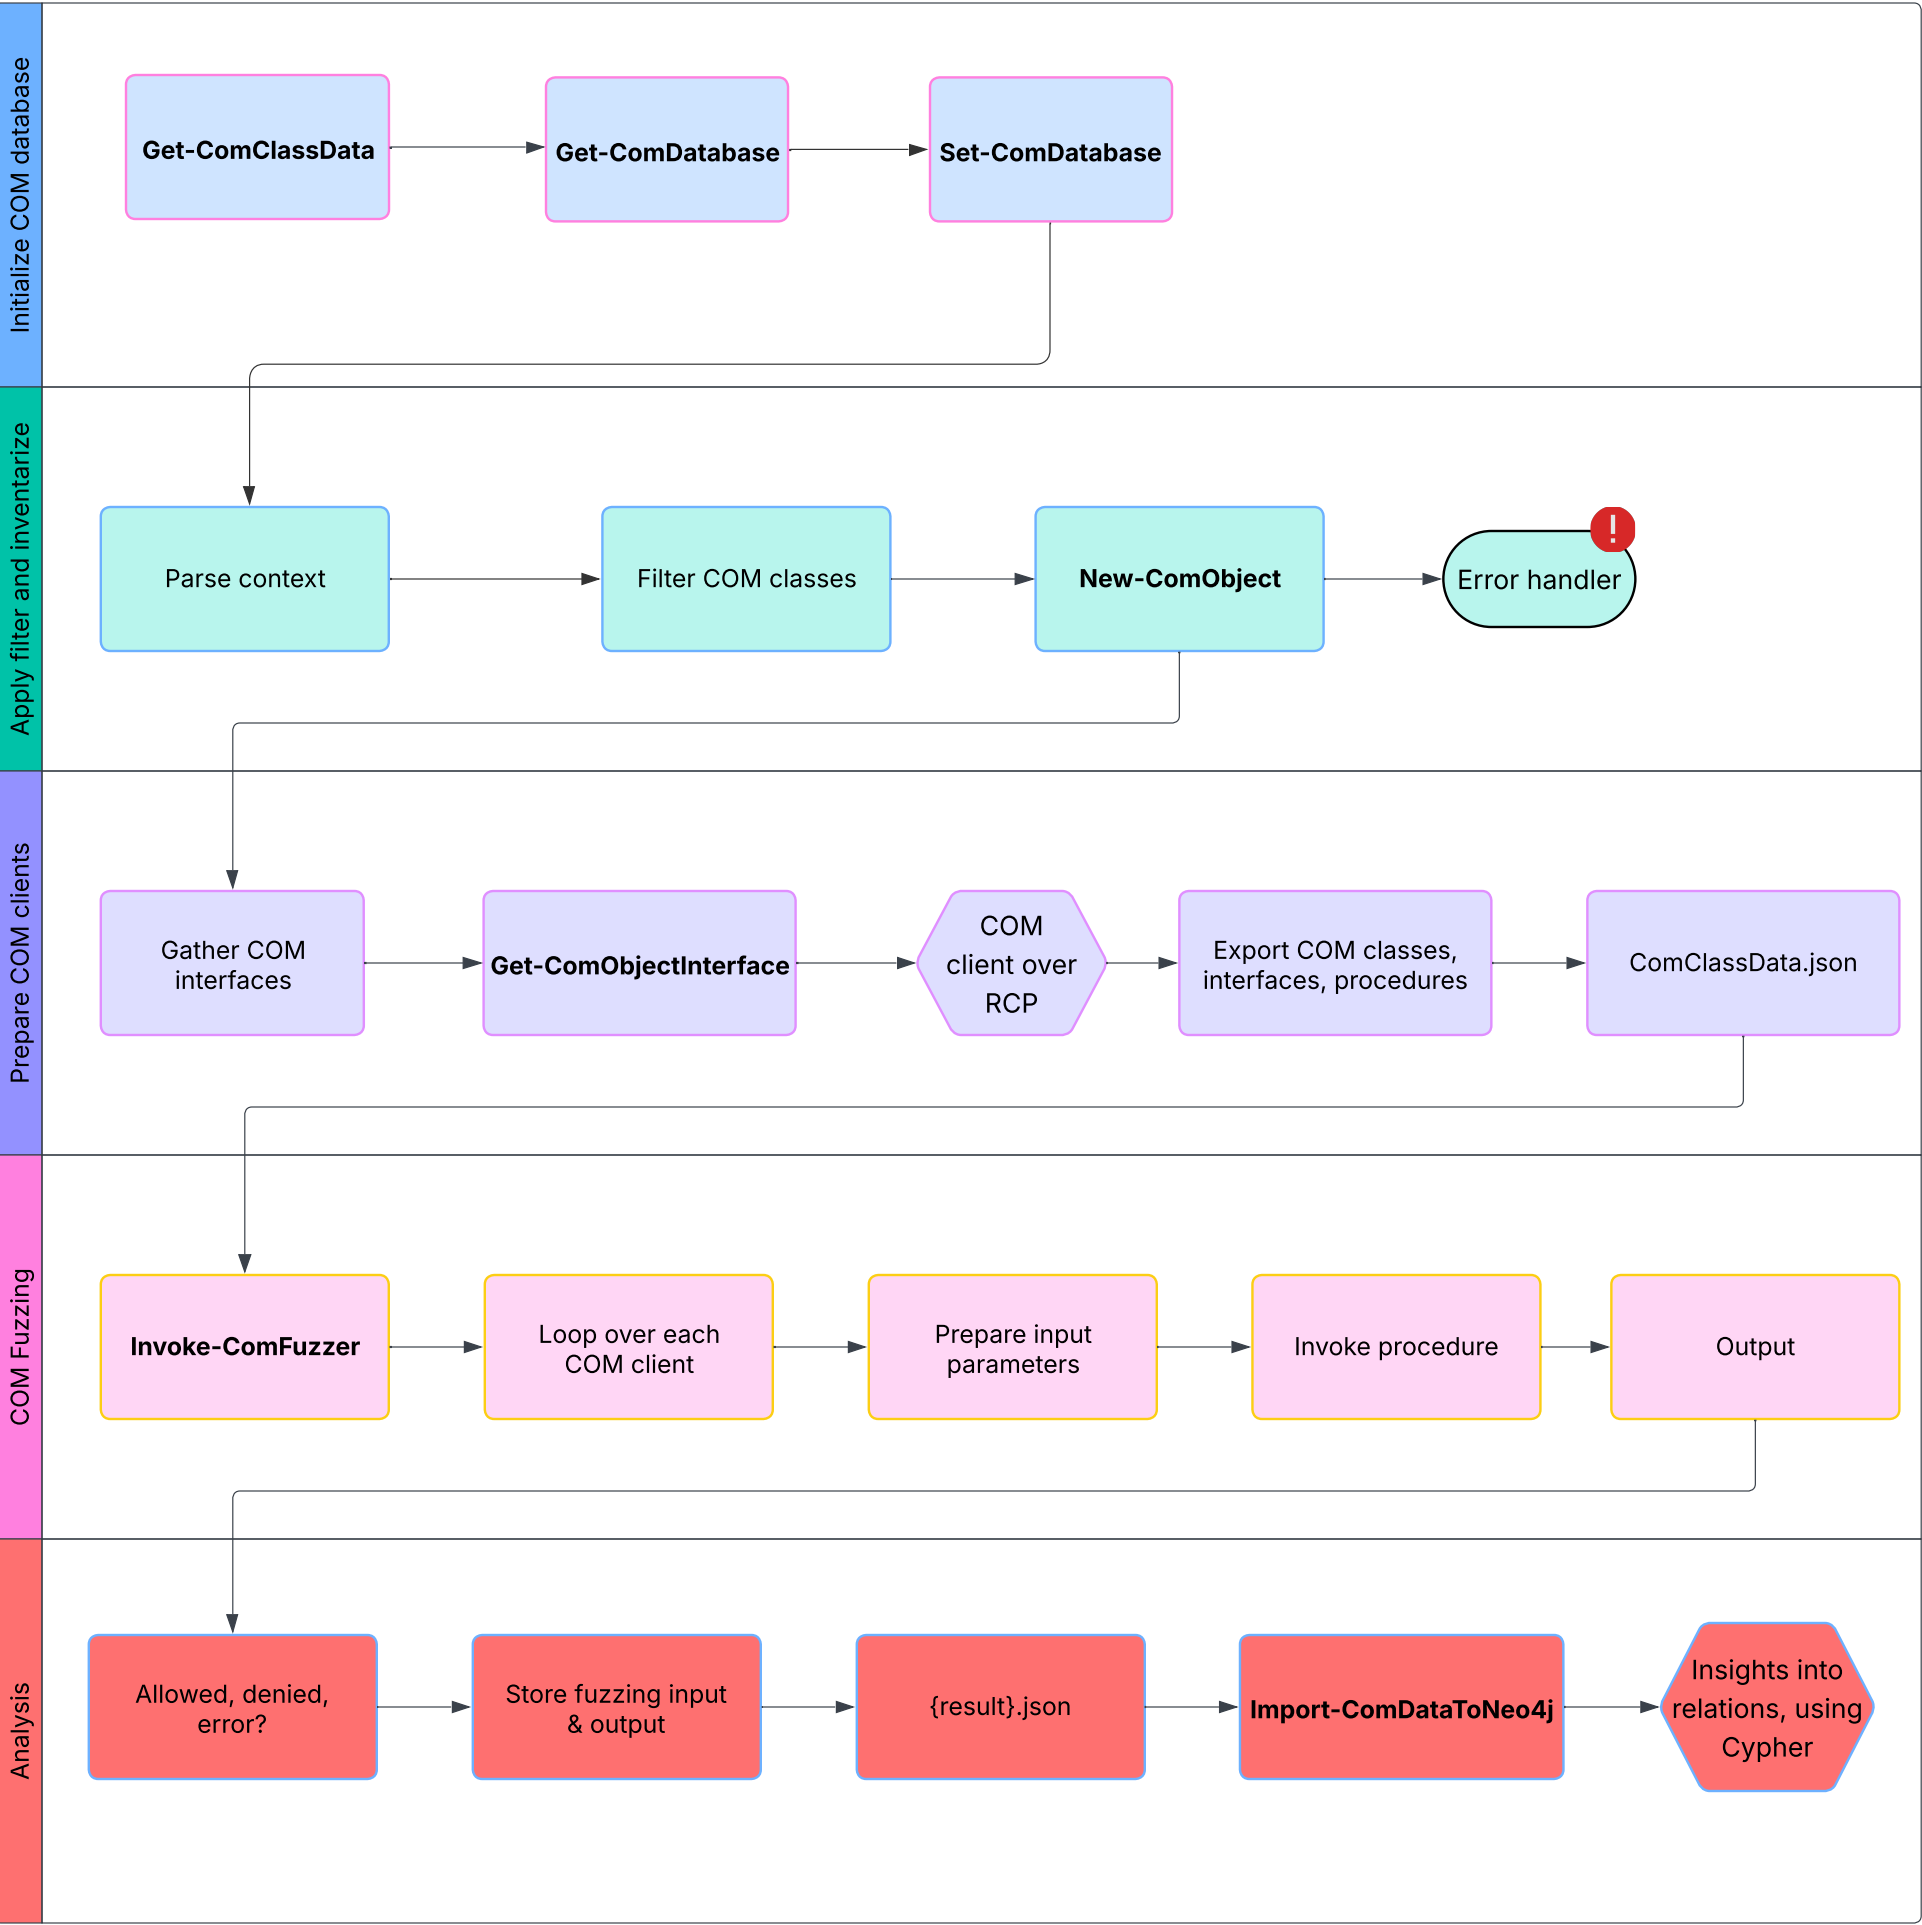 Initialize COM database
Get-ComClassData
Get-ComDatabase
Set-ComDatabase
Apply filter and inventarize
Parse context
Filter COM classes
New-ComObject
!
Error handler
Prepare COM clients
Gather COM
interfaces
Get-ComObjectInterface
COM
client over
RCP
Export COM classes,
interfaces, procedures
ComClassData.json
COM Fuzzing
Invoke-ComFuzzer
Loop over each
COM client
Prepare input
parameters
Invoke procedure
Output
Analysis
Allowed, denied,
error?
Store fuzzing input
& output
{result}.json
Import-ComDataToNeo4j
Insights into
relations, using
Cypher